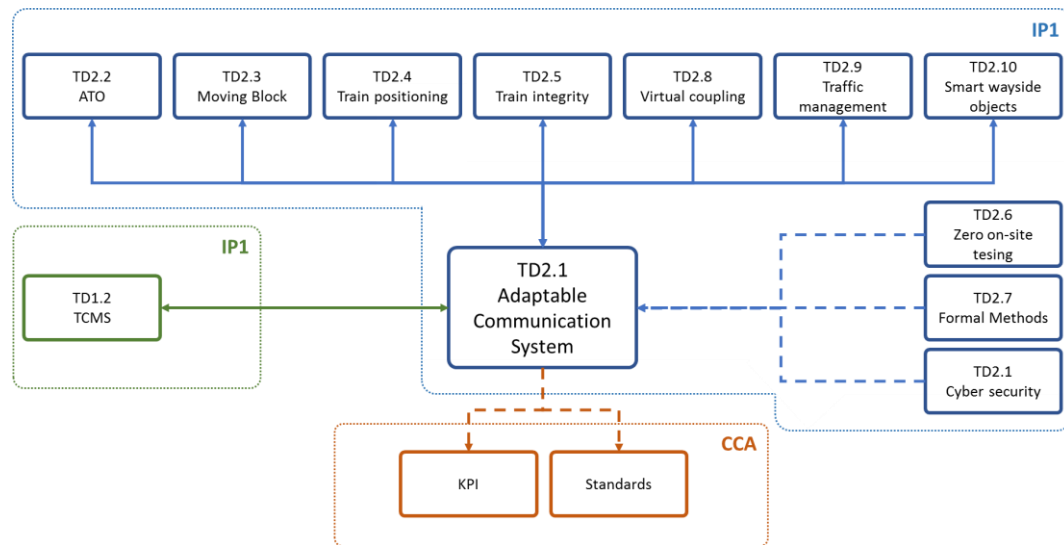 IP1
TD2.2
ATO
TD2.3
Moving Block
TD2.4
Train positioning
TD2.5
Train integrity
TD2.8
Virtual coupling
TD2.9
Traffic
management
TD2.10
Smart wayside
objects
IP1
TD1.2
TCMS
TD2.1
Adaptable
Communication
System
TD2.6
Zero on-site
tesing
TD2.7
Formal Methods
TD2.1
Cyber security
CCA
KPI
Standards